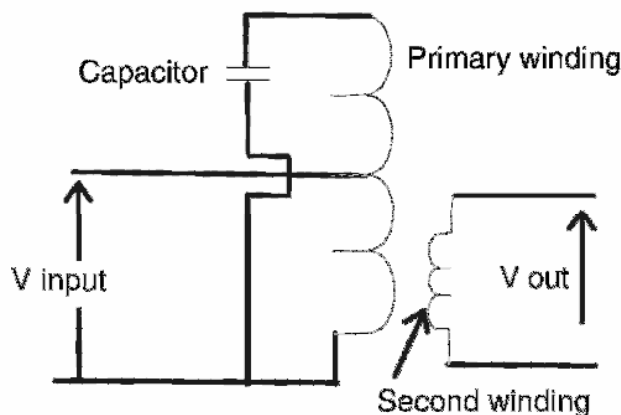 Capacitor
Primary winding
V input
V out
Second winding